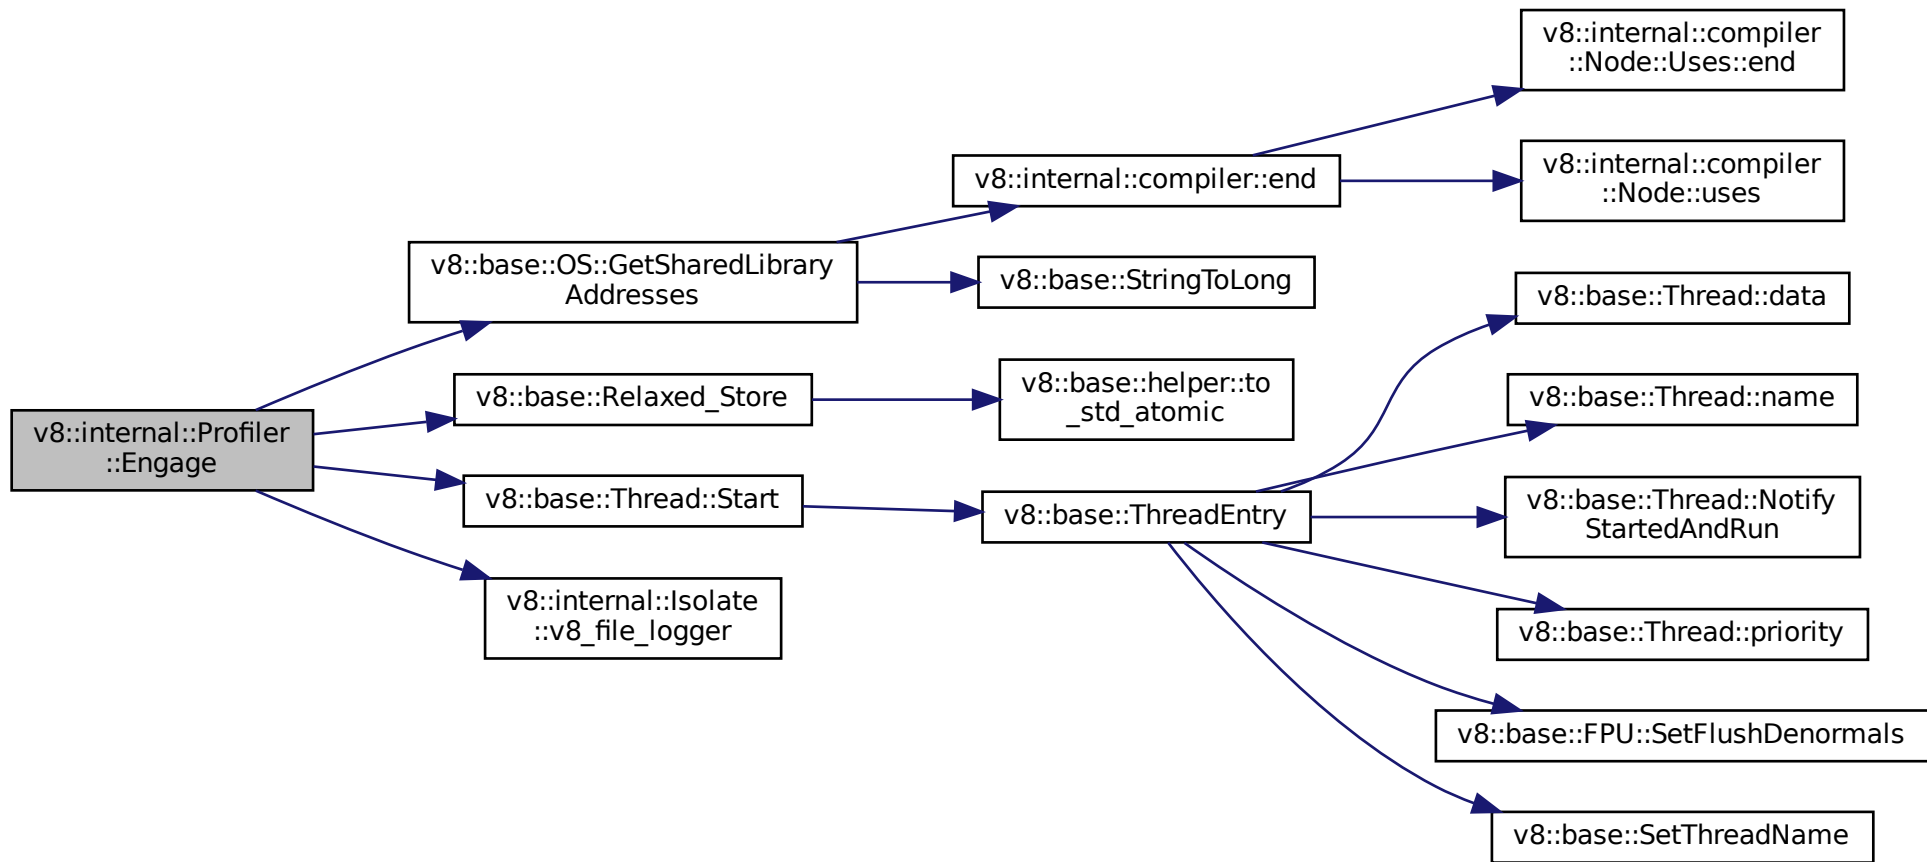 v8::internal::Profiler
::Engage
v8::base::OS::GetSharedLibrary
Addresses
v8::base::Relaxed_Store
v8::base::Thread::Start
v8::internal::Isolate
::v8_file_logger
v8::internal::compiler::end
v8::base::StringToLong
v8::base::helper::to
_std_atomic
v8::base::ThreadEntry
v8::internal::compiler
::Node::Uses::end
v8::internal::compiler
::Node::uses
v8::base::Thread::data
v8::base::Thread::name
v8::base::Thread::Notify
StartedAndRun
v8::base::Thread::priority
v8::base::FPU::SetFlushDenormals
v8::base::SetThreadName